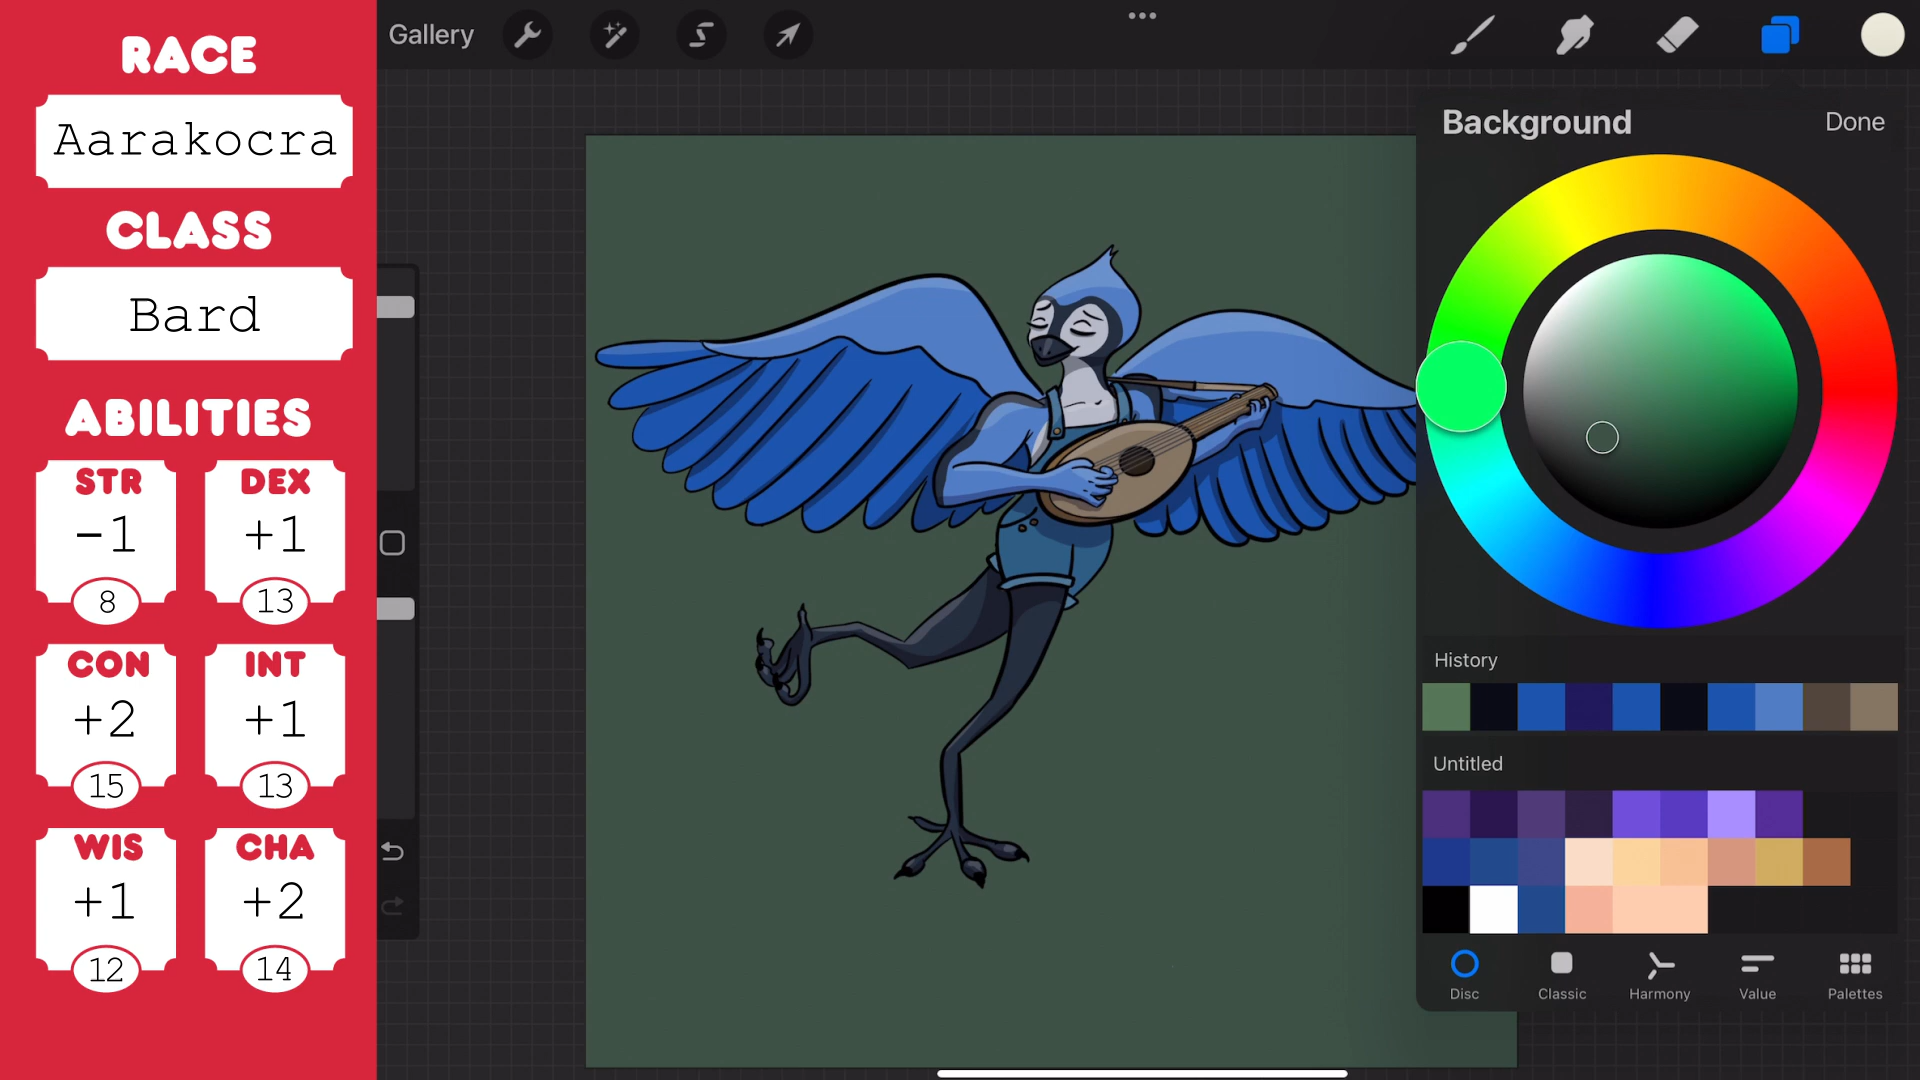 RACE
Aarakocra
CLASS
Bard
ABILITIES
STR DEX
-1 +1
8 13
CON INT
+2 +1
15 13
WIS CHA
+1 +2
12 14
Gallery
Background Done
History
Untitled
Disc Classic Harmony Value Palettes